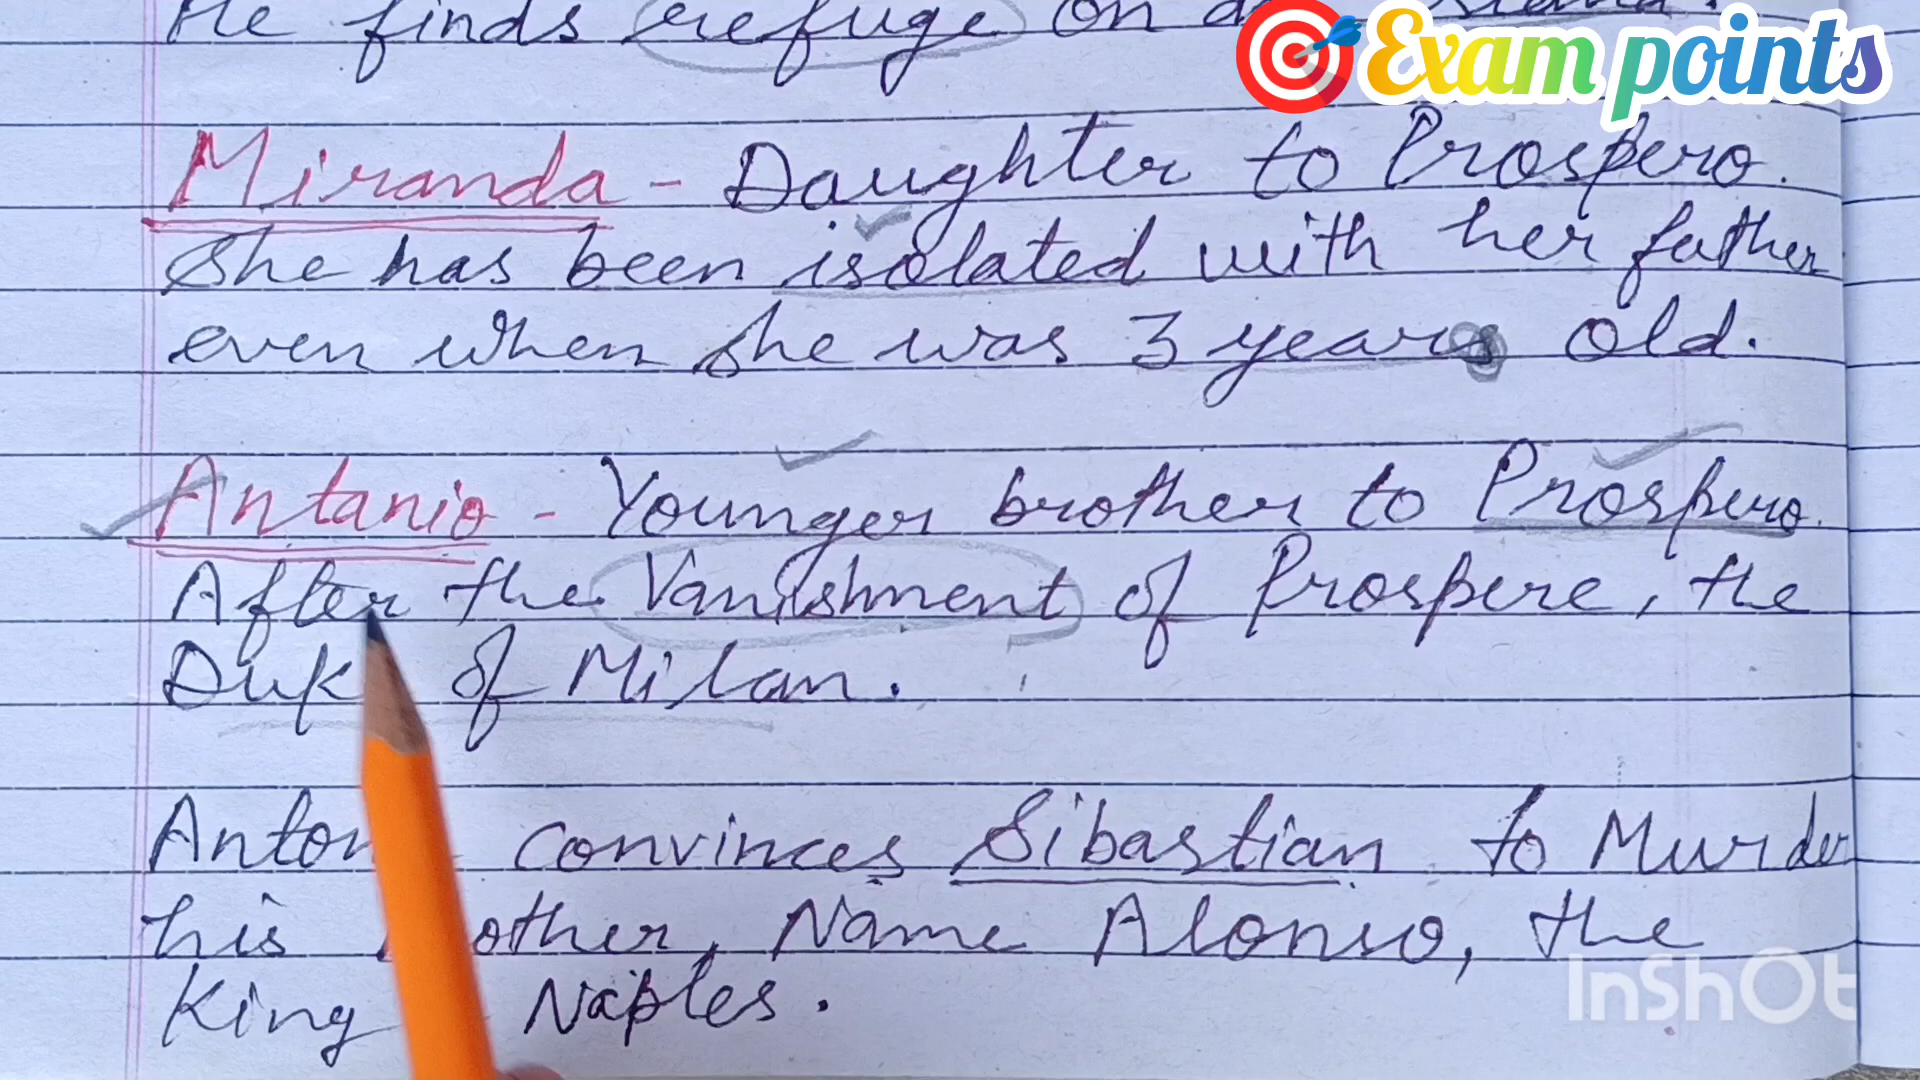 He finds refuge on
Exam points
Miranda - Daughter to Prospero.
She has been isolated with her father
even when she was 3 years old.
Antanio - Younger brother to Prospero.
After the Vanishment of Prospere, the
Duk of Milan.
Anton convinces Sibastian to Murder
his other, Name Alonso, the
King Naples.
InShOt